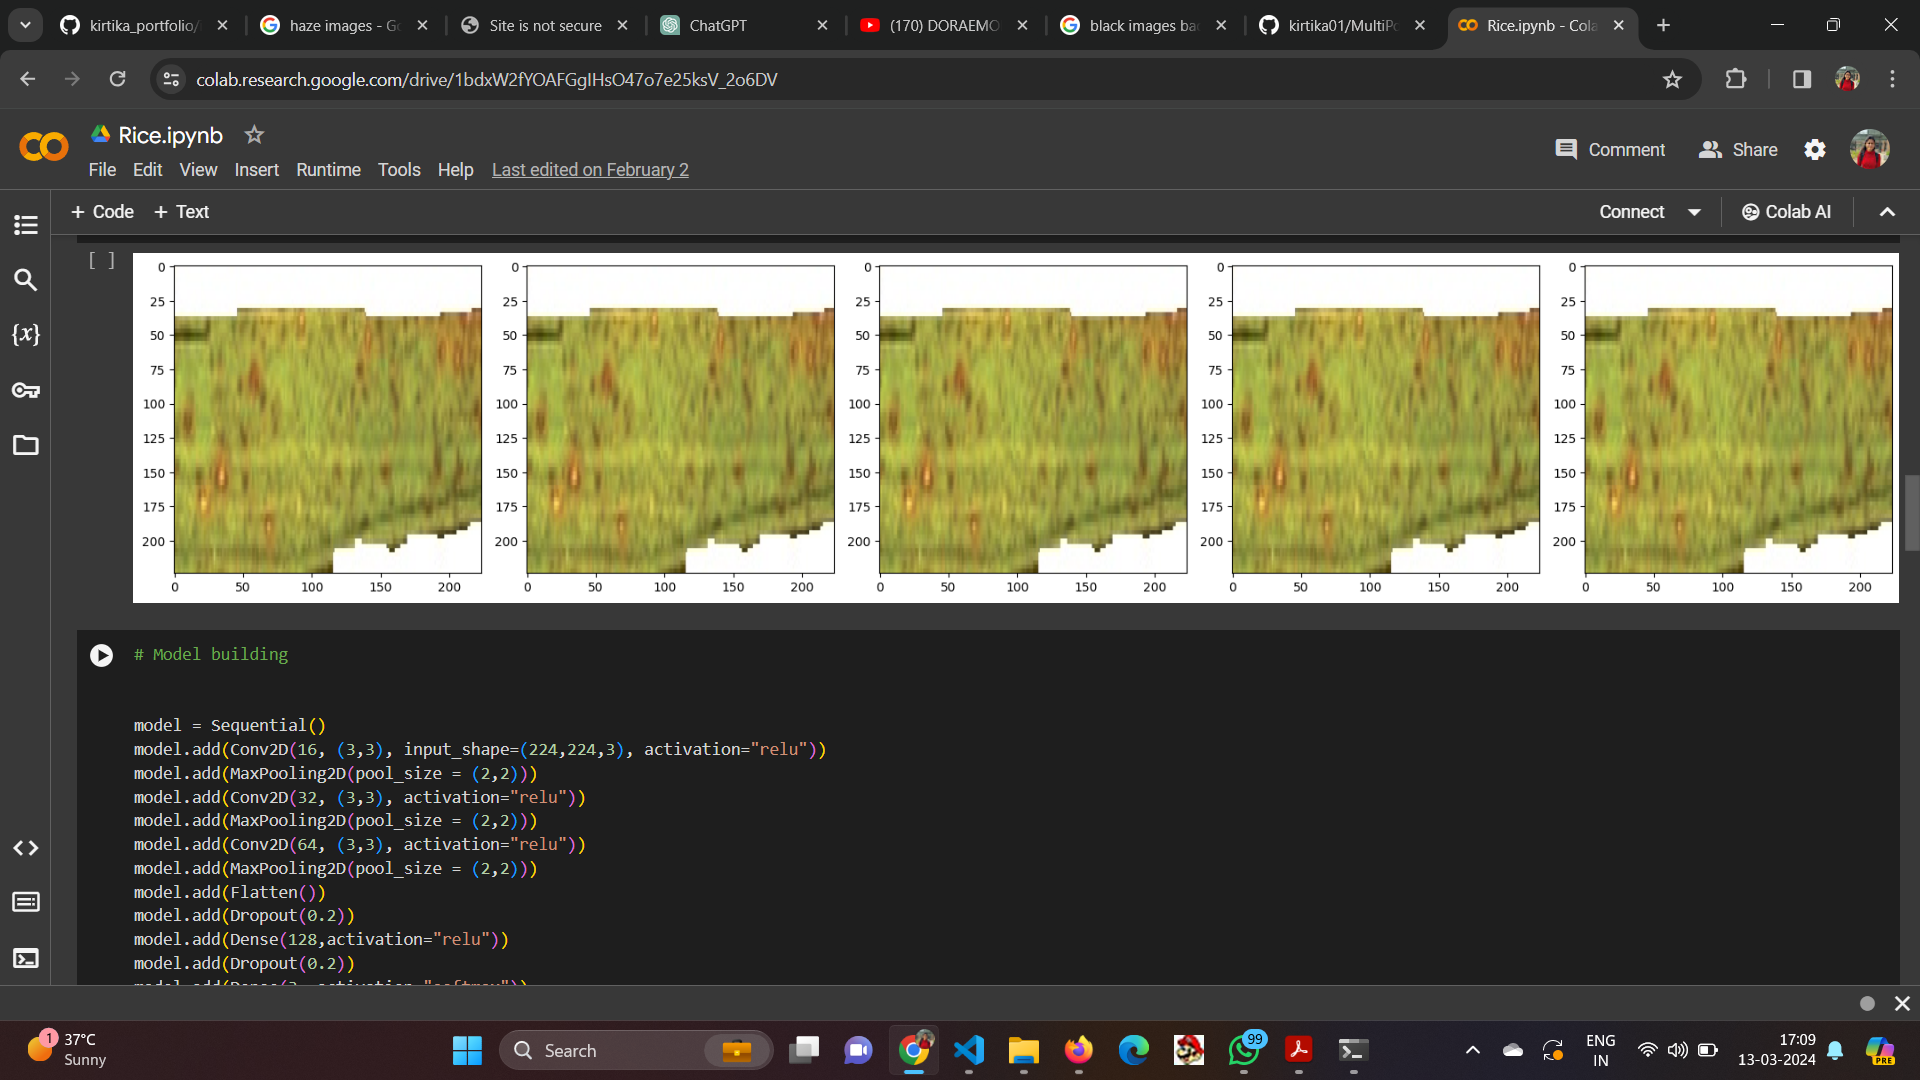 kirtika_portfolio/
haze images - Go
Site is not secure
ChatGPT
(170) DORAEMO
black images bac
kirtika01/MultiPo
Rice.ipynb - Cola
colab.research.google.com/drive/1bdxW2fYOAFGgIHsO47o7e25ksV_2o6DV
CO
Rice.ipynb
Comment
Share
File Edit View Insert Runtime Tools Help Last edited on February 2
+ Code + Text
Connect
Colab AI
{x}
[ ]
0 0 0 0 0
25 25 25 25 25
50 50 50 50 50
75 75 75 75 75
100 100 100 100 100
125 125 125 125 125
150 150 150 150 150
175 175 175 175 175
200 200 200 200 200
0 50 100 150 200 0 50 100 150 200 0 50 100 150 200 0 50 100 150 200 0 50 100 150 200
# Model building
model = Sequential()
model.add(Conv2D(16, (3,3), input_shape=(224,224,3), activation="relu"))
model.add(MaxPooling2D(pool_size = (2,2)))
model.add(Conv2D(32, (3,3), activation="relu"))
model.add(MaxPooling2D(pool_size = (2,2)))
model.add(Conv2D(64, (3,3), activation="relu"))
model.add(MaxPooling2D(pool_size = (2,2)))
model.add(Flatten())
model.add(Dropout(0.2))
model.add(Dense(128,activation="relu"))
model.add(Dropout(0.2))
1
37°C
Sunny
Search
99
PRE
ENG
IN
17:09
13-03-2024